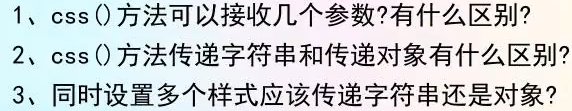 1、css()方法可以接收几个参数?有什么区别?
2、css()方法传递字符串和传递对象有什么区别?
3、同时设置多个样式应该传递字符串还是对象?